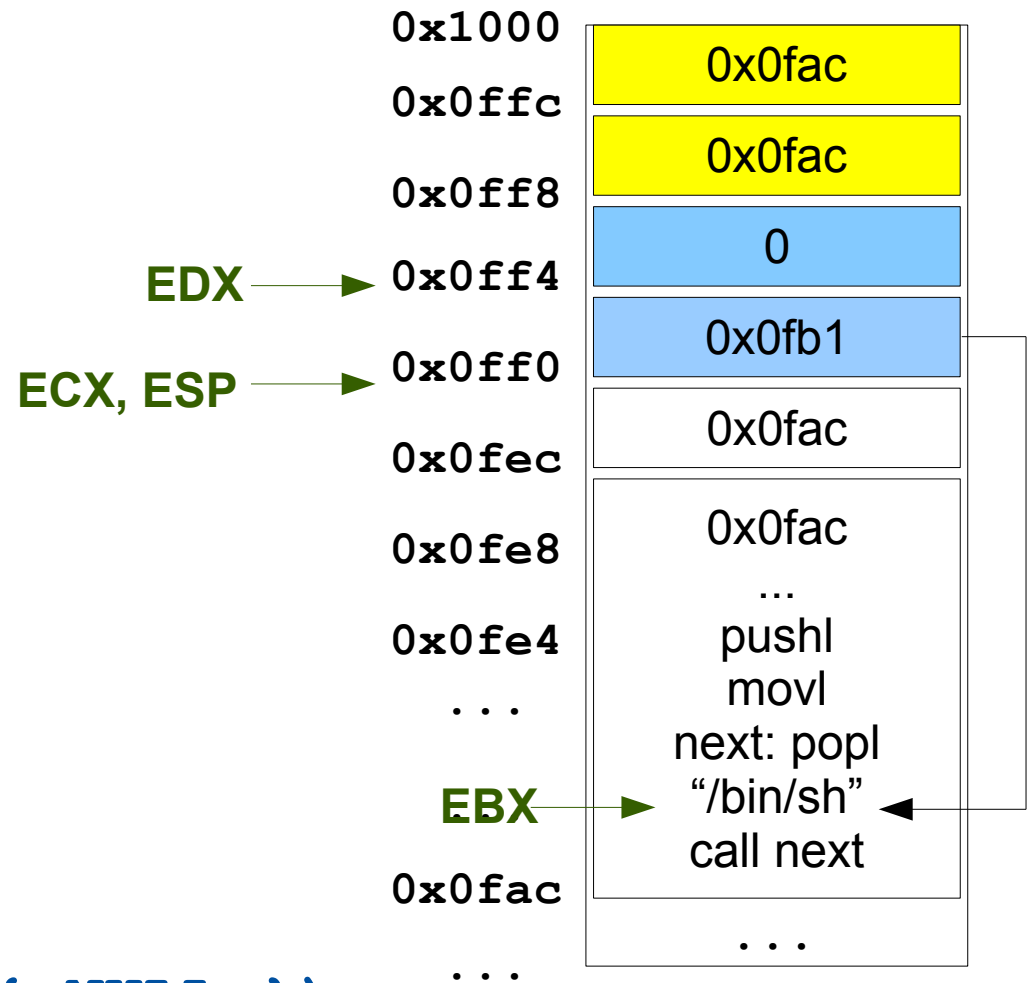 0x1000
0x0fac
0x0ffc
0x0fac
0x0ff8
0
EDX
0x0ff4
0x0fb1
ECX, ESP
0x0ff0
0x0fac
0x0fec
0x0fac
0x0fe8
...
pushl
0x0fe4
movl
...
next: popl
“/bin/sh”
EBX
call next
0x0fac
...
...